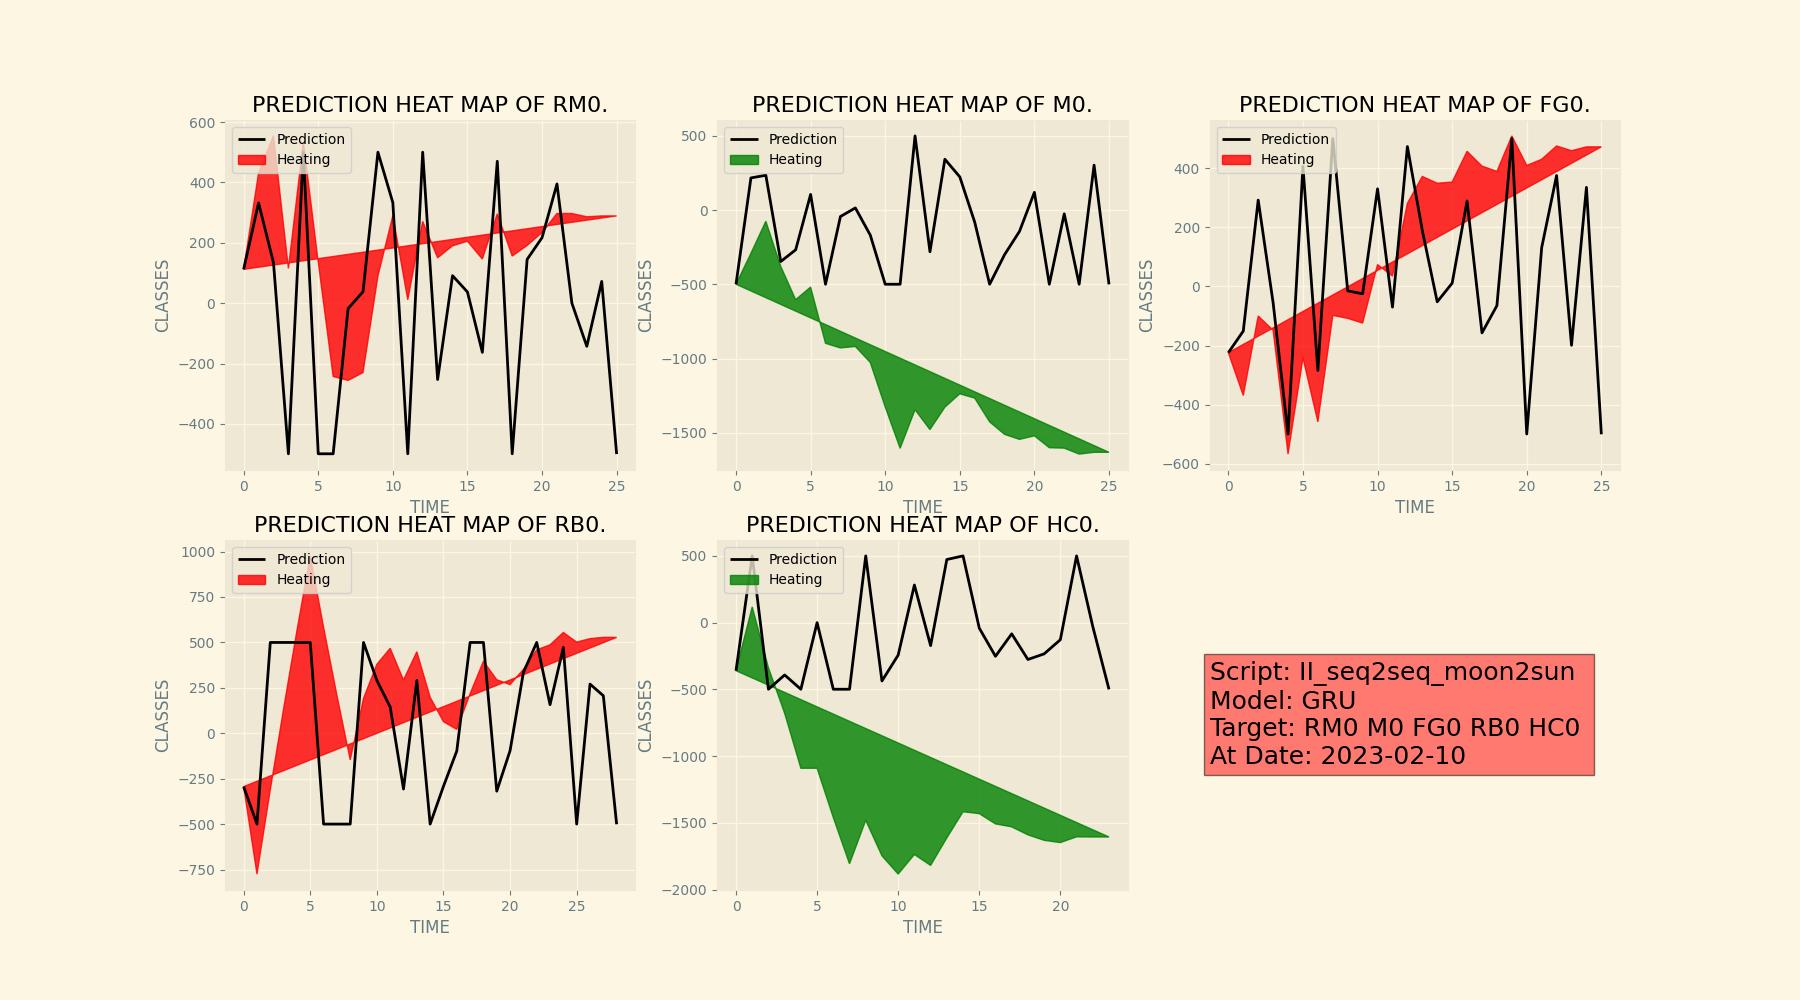 PREDICTION HEAT MAP OF RM0.
Prediction
Heating
600
400
200
0
−200
−400
CLASSES
0 5 10 15 20 25
TIME
PREDICTION HEAT MAP OF M0.
Prediction
Heating
500
0
−500
−1000
−1500
CLASSES
0 5 10 15 20 25
TIME
PREDICTION HEAT MAP OF FG0.
Prediction
Heating
400
200
0
−200
−400
−600
CLASSES
0 5 10 15 20 25
TIME
PREDICTION HEAT MAP OF RB0.
Prediction
Heating
1000
750
500
250
0
−250
−500
−750
CLASSES
0 5 10 15 20 25
TIME
PREDICTION HEAT MAP OF HC0.
Prediction
Heating
500
0
−500
−1000
−1500
−2000
CLASSES
0 5 10 15 20
TIME
Script: II_seq2seq_moon2sun
Model: GRU
Target: RM0 M0 FG0 RB0 HC0
At Date: 2023-02-10